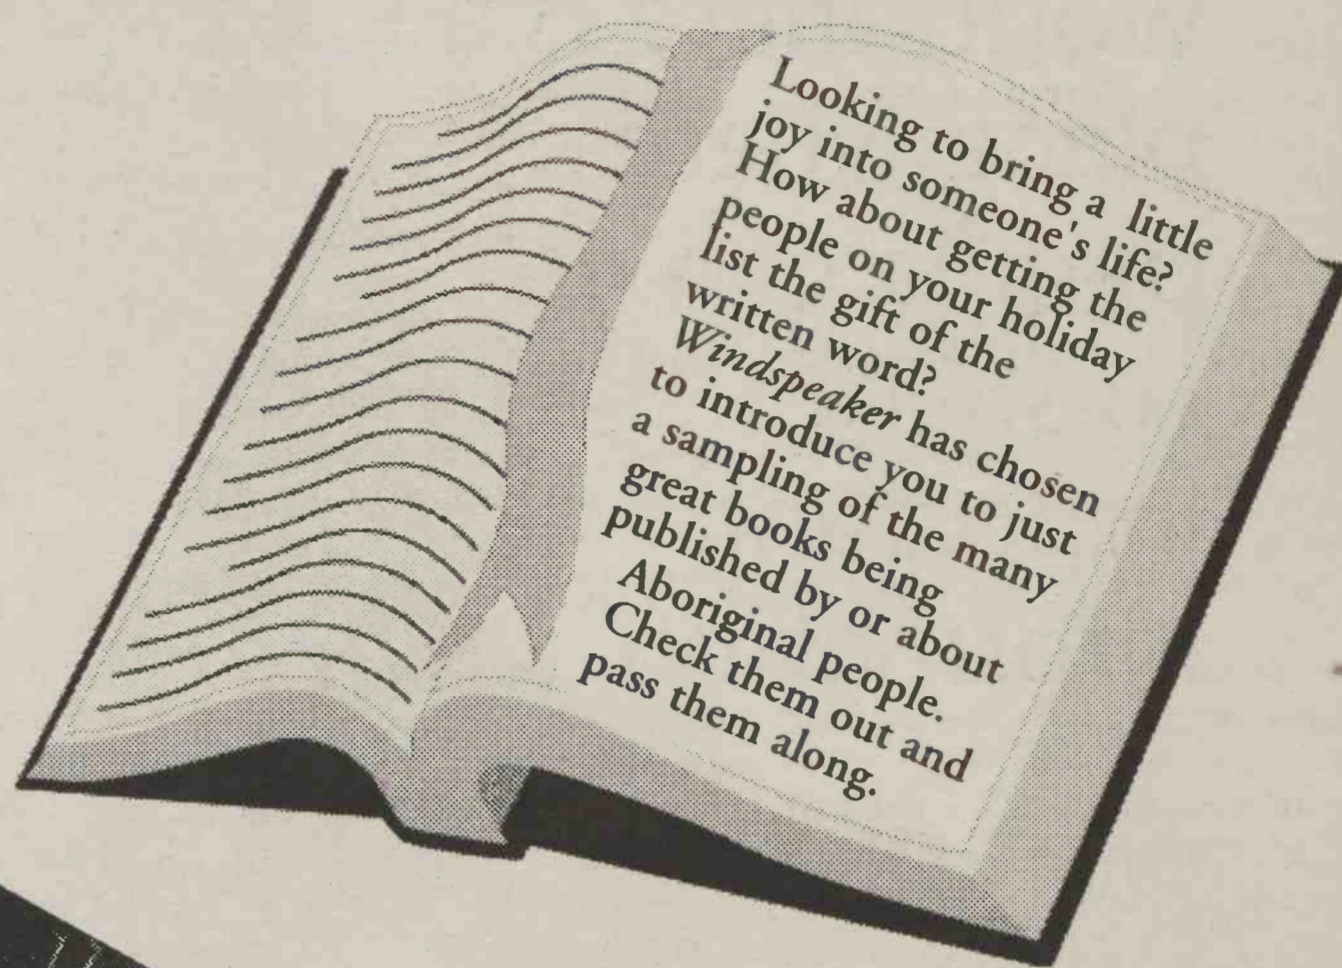 Looking to bring a little
joy into someone's life?
How about getting the
people on your holiday
list the gift of the
written word?
Windspeaker has chosen
to introduce you to just
a sampling of the many
great books being
published by or about
Aboriginal people.
Check them out and
pass them along.